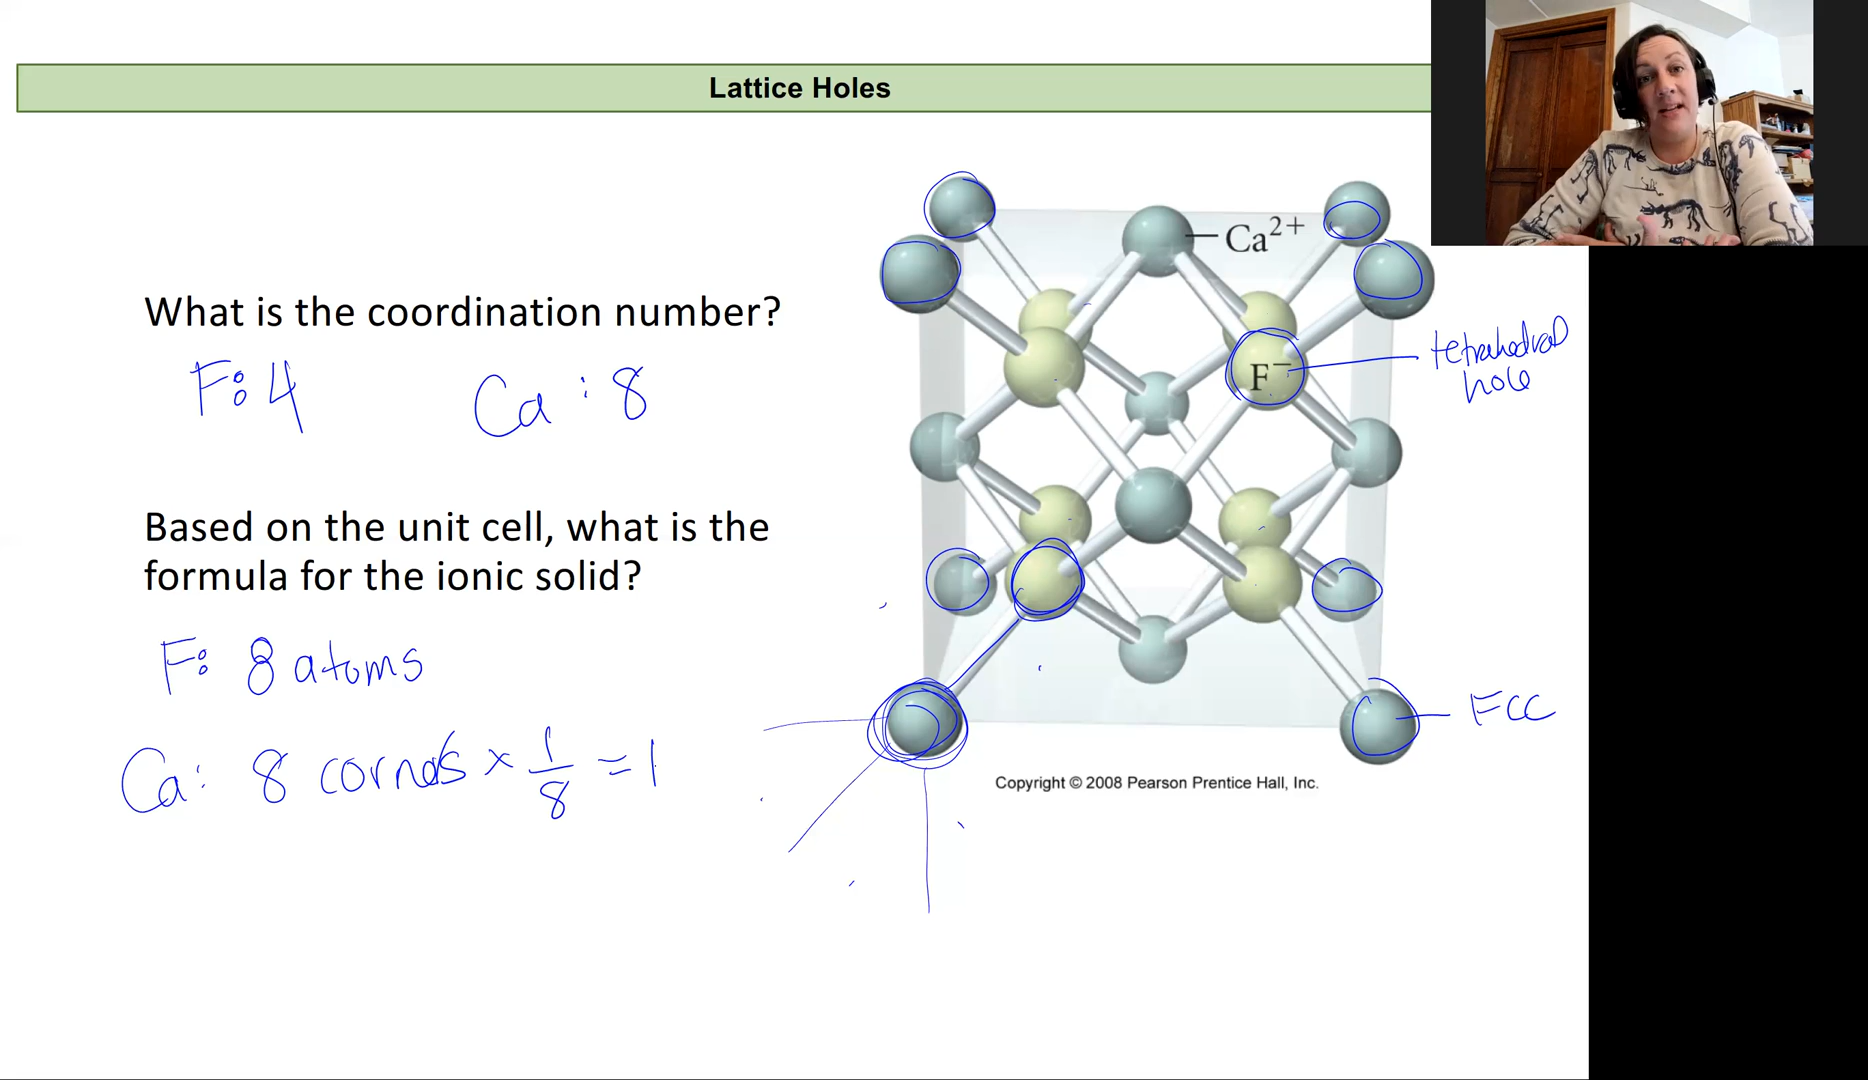 Lattice Holes
What is the coordination number?
F: 4
Ca: 8
Based on the unit cell, what is the
formula for the ionic solid?
F: 8 atoms
Ca: 8 corners × 1/8 = 1
Ca²⁺
F⁻
tetrahedral
hole
FCC
Copyright © 2008 Pearson Prentice Hall, Inc.